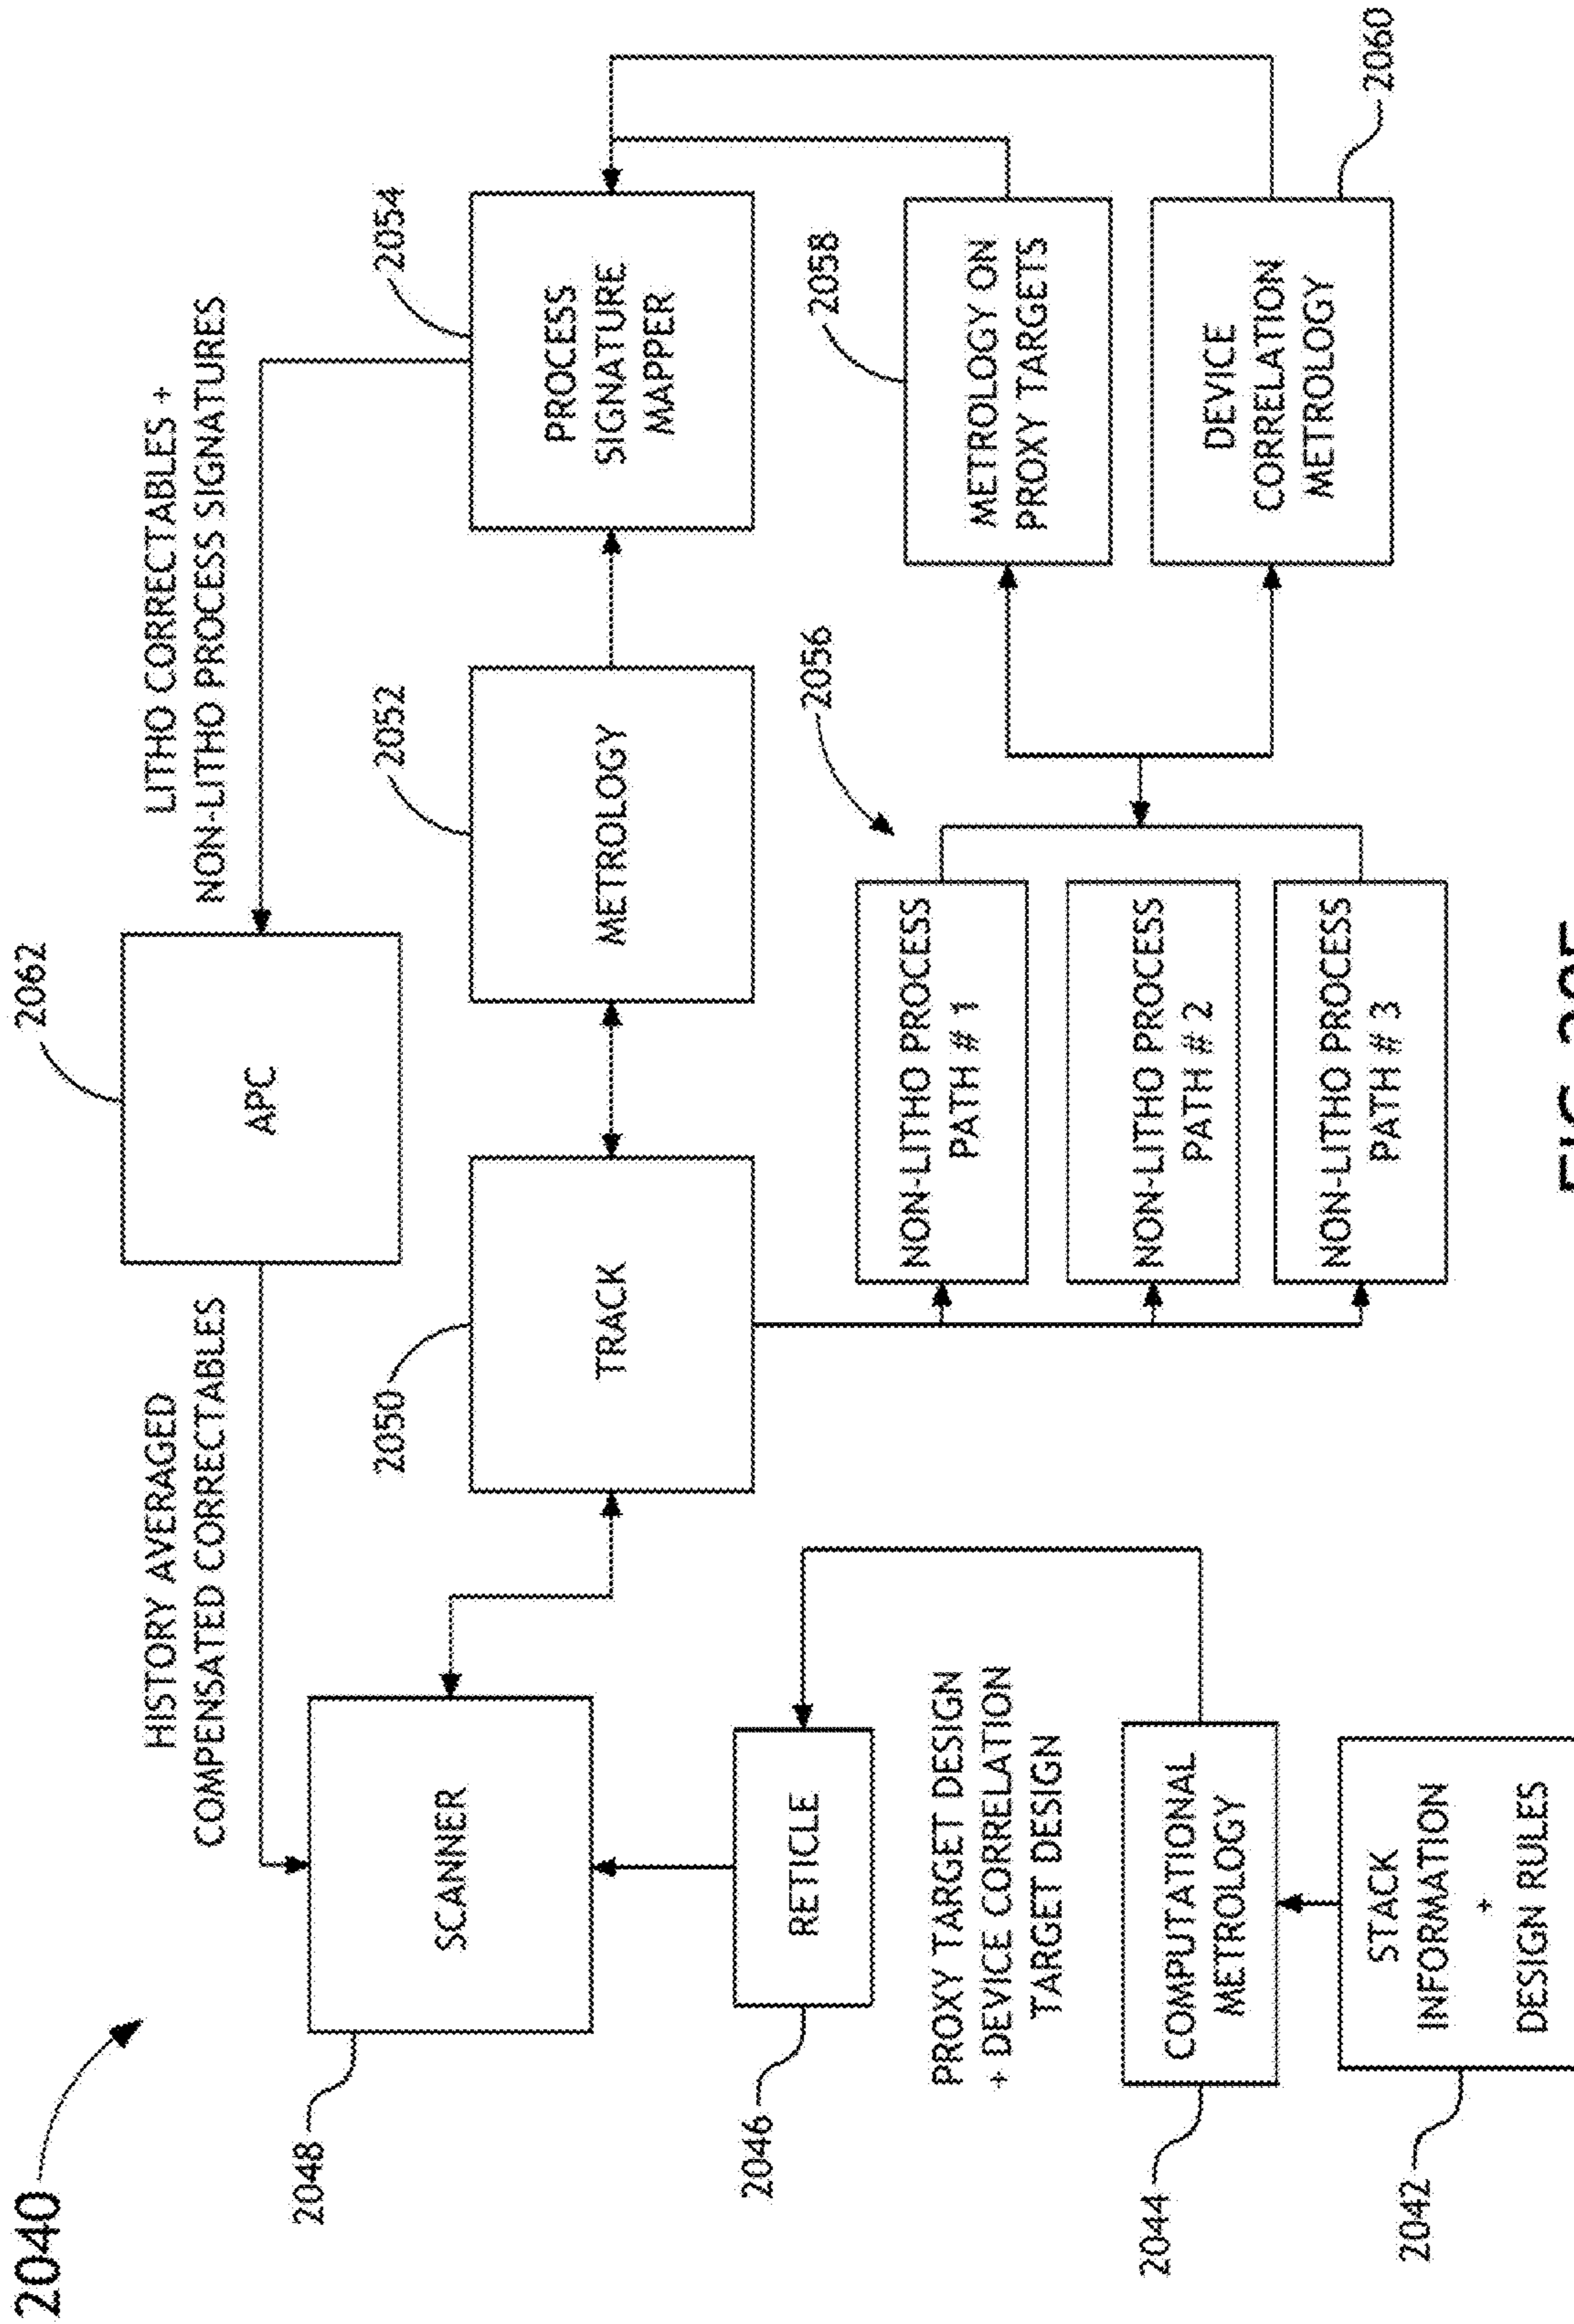 2040
2062
APC
HISTORY AVERAGED
COMPENSATED CORRECTABLES
LITHO CORRECTABLES +
NON-LITHO PROCESS SIGNATURES
2048
SCANNER
2050
TRACK
2052
METROLOGY
2054
PROCESS
SIGNATURE
MAPPER
2046
RETICLE
PROXY TARGET DESIGN
+ DEVICE CORRELATION
TARGET DESIGN
2044
COMPUTATIONAL
METROLOGY
2042
STACK
INFORMATION
+
DESIGN RULES
2056
NON-LITHO PROCESS
PATH # 1
NON-LITHO PROCESS
PATH # 2
NON-LITHO PROCESS
PATH # 3
2058
METROLOGY ON
PROXY TARGETS
DEVICE
CORRELATION
METROLOGY
2060